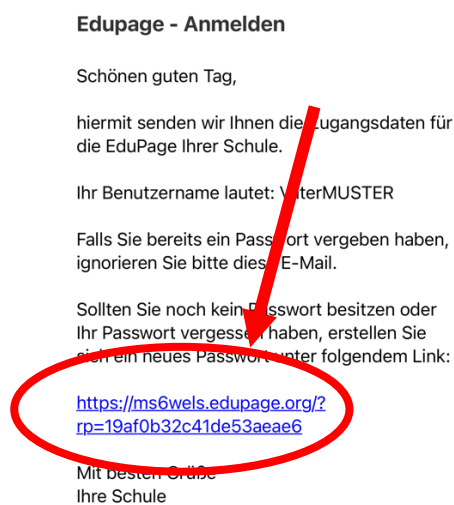 Edupage - Anmelden
Schönen guten Tag,
hiermit senden wir Ihnen die Zugangsdaten für
die EduPage Ihrer Schule.
Ihr Benutzername lautet: VaterMUSTER
Falls Sie bereits ein Passwort vergeben haben,
ignorieren Sie bitte diese E-Mail.
Sollten Sie noch kein Passwort besitzen oder
Ihr Passwort vergessen haben, erstellen Sie
sich ein neues Passwort unter folgendem Link:
https://ms6wels.edupage.org/?
rp=19af0b32c41de53aeae6
Mit besten Grüße
Ihre Schule